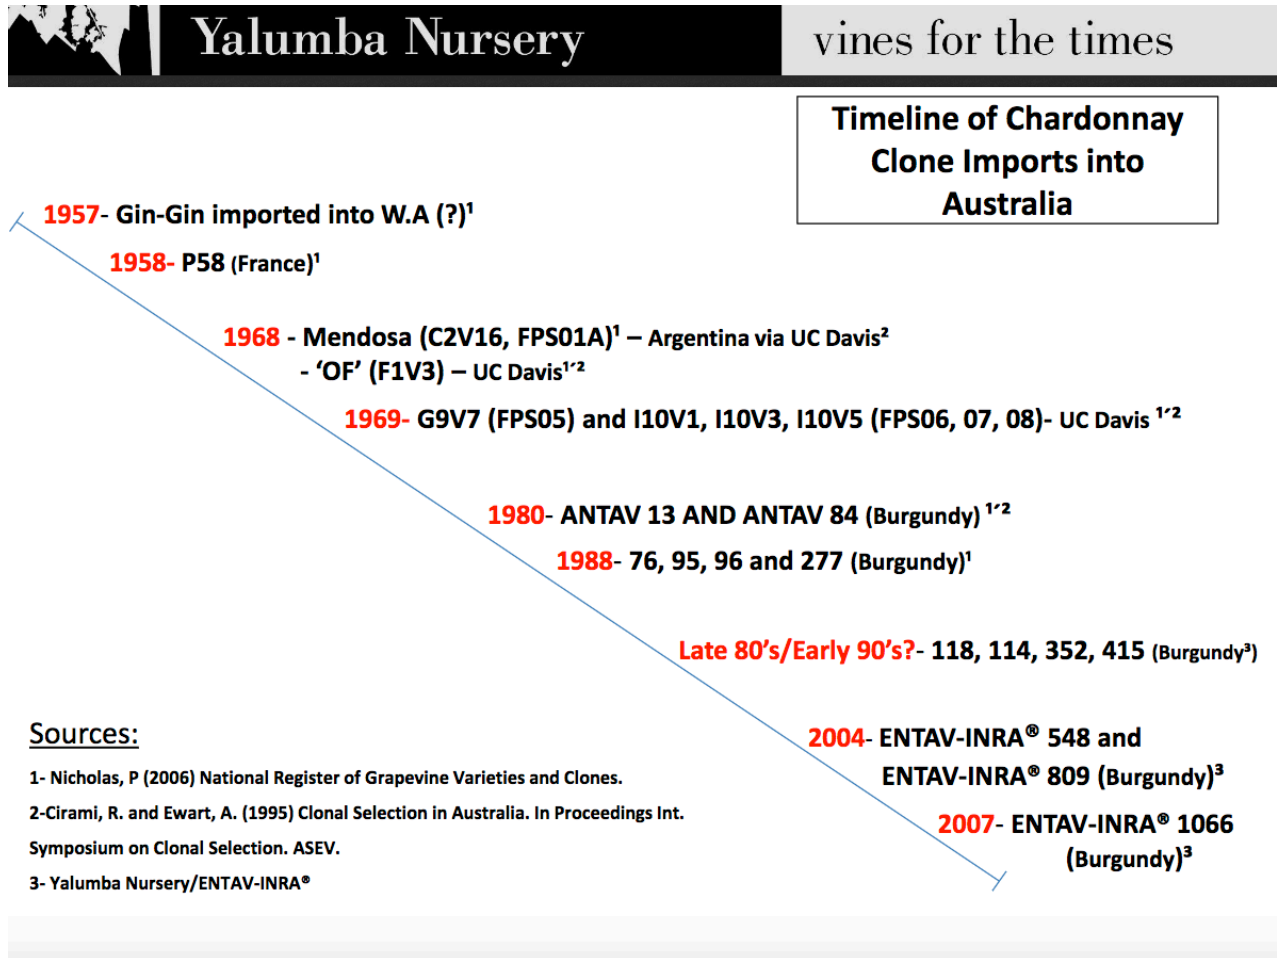 Yalumba Nursery
vines for the times
Timeline of Chardonnay
Clone Imports into
Australia
1957- Gin-Gin imported into W.A (?)¹
1958- P58 (France)¹
1968 - Mendosa (C2V16, FPS01A)¹ – Argentina via UC Davis²
- ‘OF’ (F1V3) – UC Davis¹´²
1969- G9V7 (FPS05) and I10V1, I10V3, I10V5 (FPS06, 07, 08)- UC Davis ¹´²
1980- ANTAV 13 AND ANTAV 84 (Burgundy) ¹´²
1988- 76, 95, 96 and 277 (Burgundy)¹
Late 80’s/Early 90’s?- 118, 114, 352, 415 (Burgundy³)
2004- ENTAV-INRA® 548 and
ENTAV-INRA® 809 (Burgundy)³
2007- ENTAV-INRA® 1066
(Burgundy)³
Sources:
1- Nicholas, P (2006) National Register of Grapevine Varieties and Clones.
2-Cirami, R. and Ewart, A. (1995) Clonal Selection in Australia. In Proceedings Int.
Symposium on Clonal Selection. ASEV.
3- Yalumba Nursery/ENTAV-INRA®